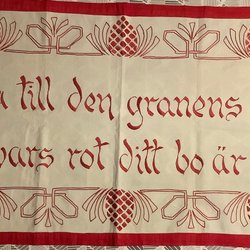 till den granens
vars rot ditt bo är